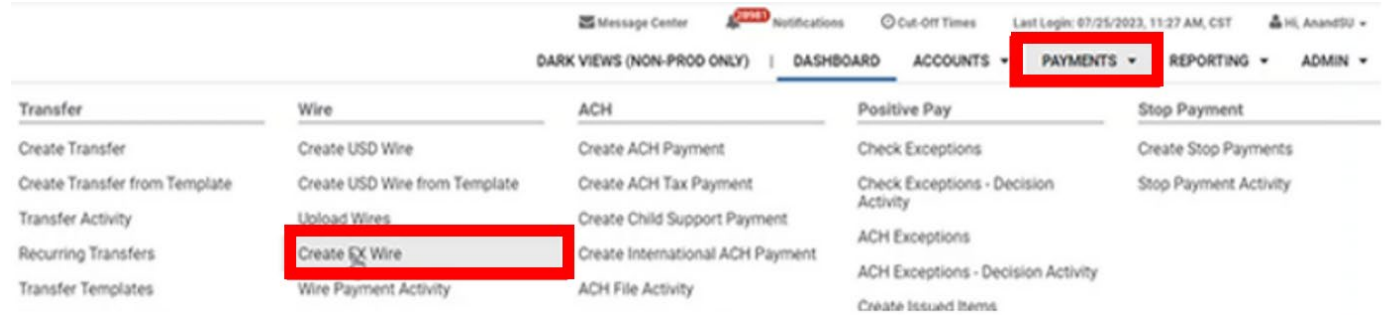 Message Center 28981 Notifications Cut-Off Times Last Login: 07/25/2023, 11:27 AM, CST Hi, AnandSU
DARK VIEWS (NON-PROD ONLY) | DASHBOARD ACCOUNTS PAYMENTS REPORTING ADMIN
Transfer Wire ACH Positive Pay Stop Payment
Create Transfer Create USD Wire Create ACH Payment Check Exceptions Create Stop Payments
Create Transfer from Template Create USD Wire from Template Create ACH Tax Payment Check Exceptions - Decision Stop Payment Activity
Activity
Transfer Activity Upload Wires Create Child Support Payment
ACH Exceptions
Recurring Transfers Create FX Wire Create International ACH Payment
ACH Exceptions - Decision Activity
Transfer Templates Wire Payment Activity ACH File Activity
Create Issued Items